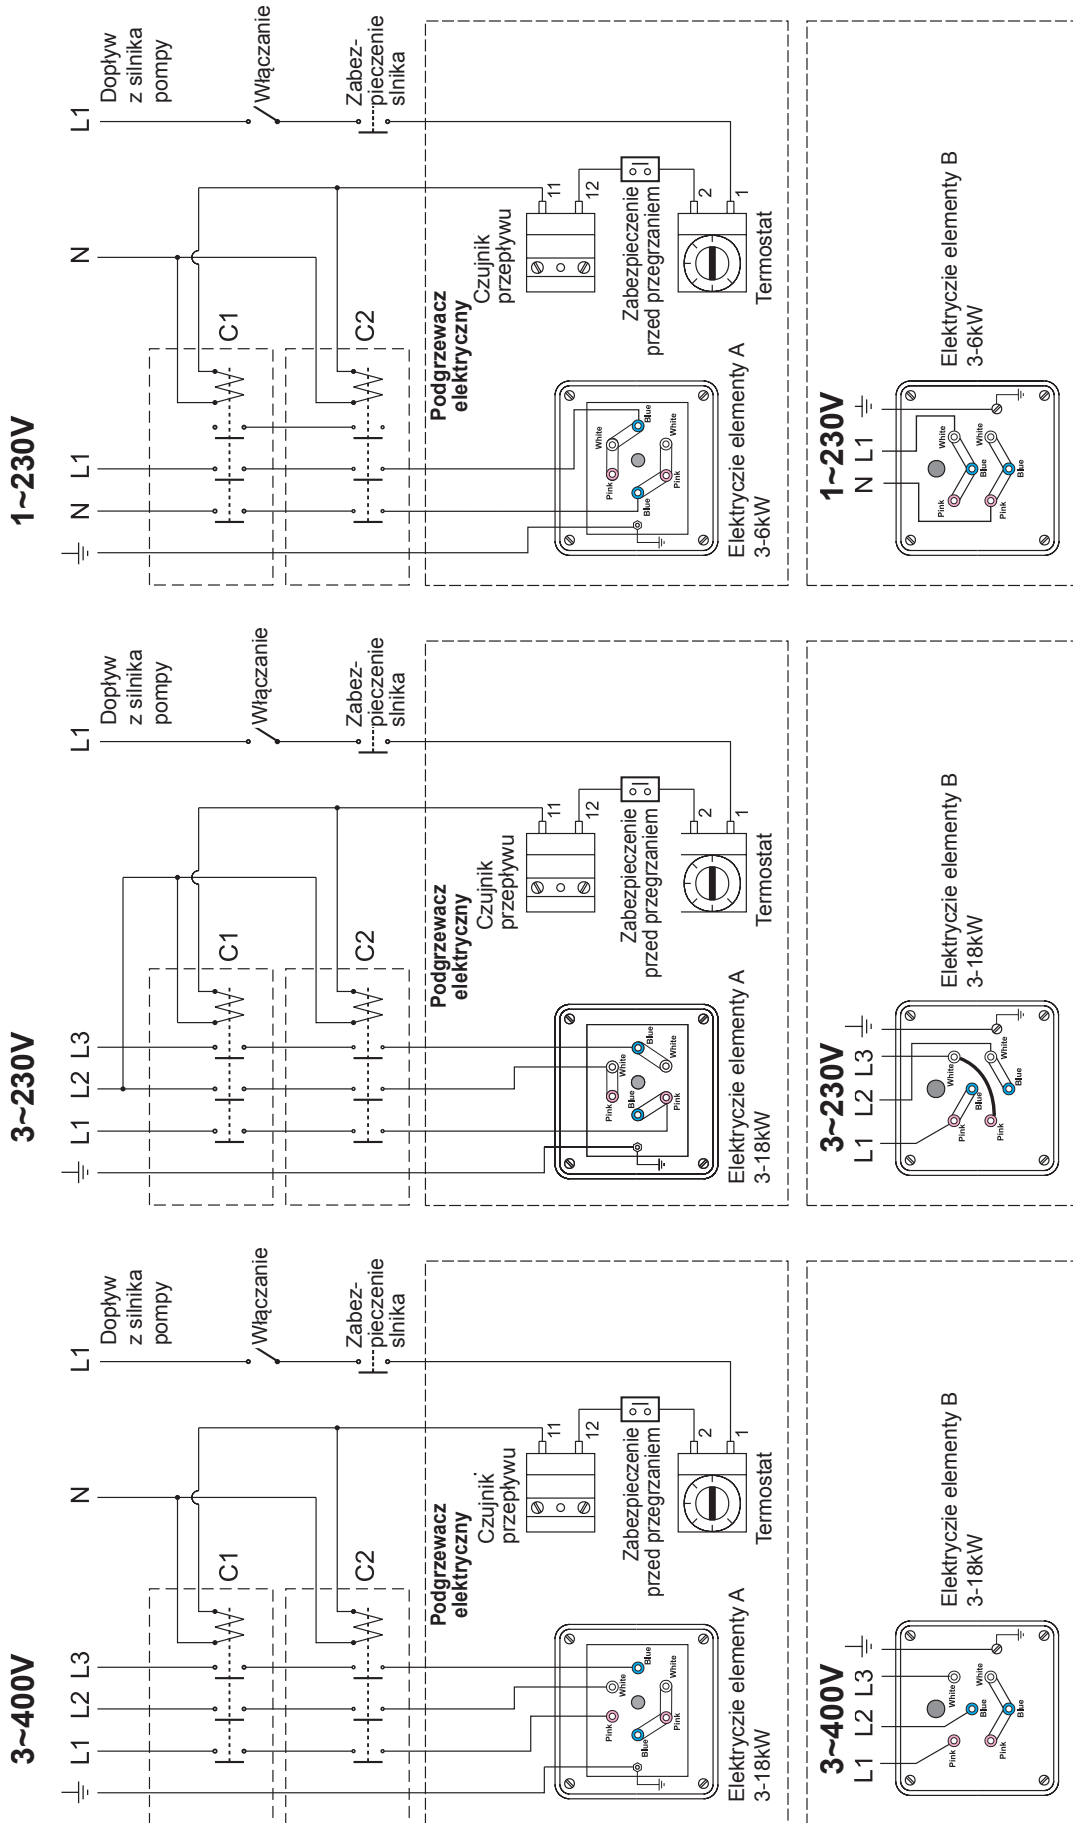 3~400V
L1
L2
L3
N
L1
Dopływ
z silnika
pompy
C1
Włączanie
C2
Zabez-
pieczenie
slnika
Podgrzewacz
elektryczny
Czujnik
przepływu
11
12
Zabezpieczenie
przed przegrzaniem
2
1
Termostat
Pink
White
Blue
Blue
Pink
White
Elektryczie elementy A
3-18kW
3~400V
L1
L2
L3
Pink
Blue
White
Pink
Blue
White
Elektryczie elementy B
3-18kW
3~230V
L1
L2
L3
L1
Dopływ
z silnika
pompy
C1
Włączanie
C2
Zabez-
pieczenie
slnika
Podgrzewacz
elektryczny
Czujnik
przepływu
11
12
Zabezpieczenie
przed przegrzaniem
2
1
Termostat
Pink
White
Blue
Blue
Pink
White
Elektryczie elementy A
3-18kW
3~230V
L1
L2
L3
Pink
Blue
White
Pink
Blue
White
Elektryczie elementy B
3-18kW
1~230V
N
L1
N
L1
Dopływ
z silnika
pompy
C1
Włączanie
C2
Zabez-
pieczenie
slnika
Podgrzewacz
elektryczny
Czujnik
przepływu
11
12
Zabezpieczenie
przed przegrzaniem
2
1
Termostat
Pink
White
Blue
Blue
Pink
White
Elektryczie elementy A
3-6kW
1~230V
N
L1
Pink
Blue
White
Pink
Blue
White
Elektryczie elementy B
3-6kW